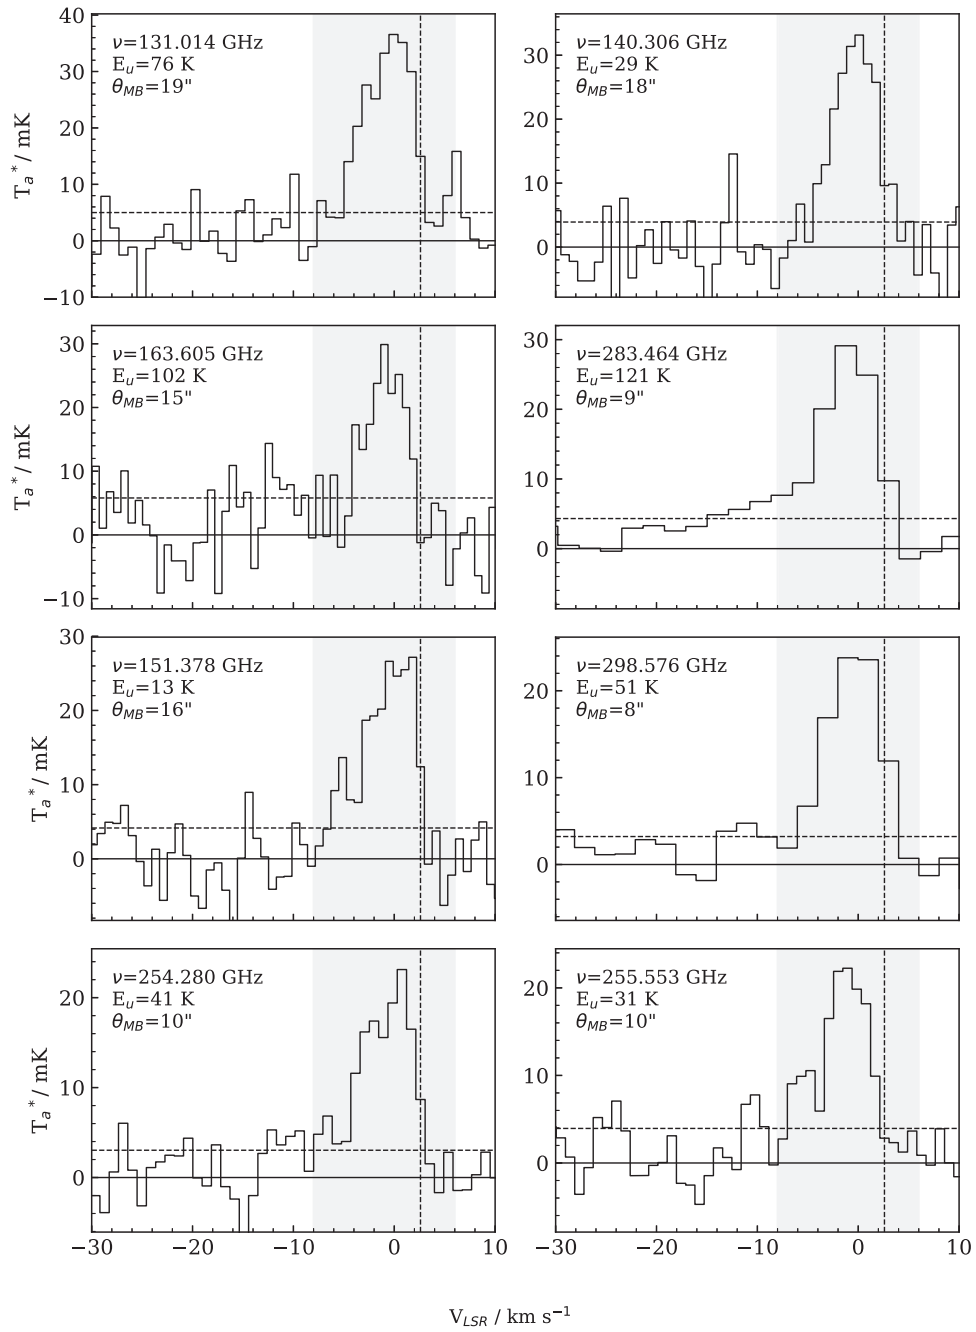 ν=131.014 GHz
E_u=76 K
θ_MB=19"
40
30
20
10
0
−10
T_a* / mK
ν=140.306 GHz
E_u=29 K
θ_MB=18"
30
20
10
0
ν=163.605 GHz
E_u=102 K
θ_MB=15"
30
20
10
0
−10
T_a* / mK
ν=283.464 GHz
E_u=121 K
θ_MB=9"
30
20
10
0
ν=151.378 GHz
E_u=13 K
θ_MB=16"
30
20
10
0
T_a* / mK
ν=298.576 GHz
E_u=51 K
θ_MB=8"
20
10
0
ν=254.280 GHz
E_u=41 K
θ_MB=10"
20
10
0
T_a* / mK
−30 −20 −10 0 10
ν=255.553 GHz
E_u=31 K
θ_MB=10"
20
10
0
−30 −20 −10 0 10
V_LSR / km s⁻¹